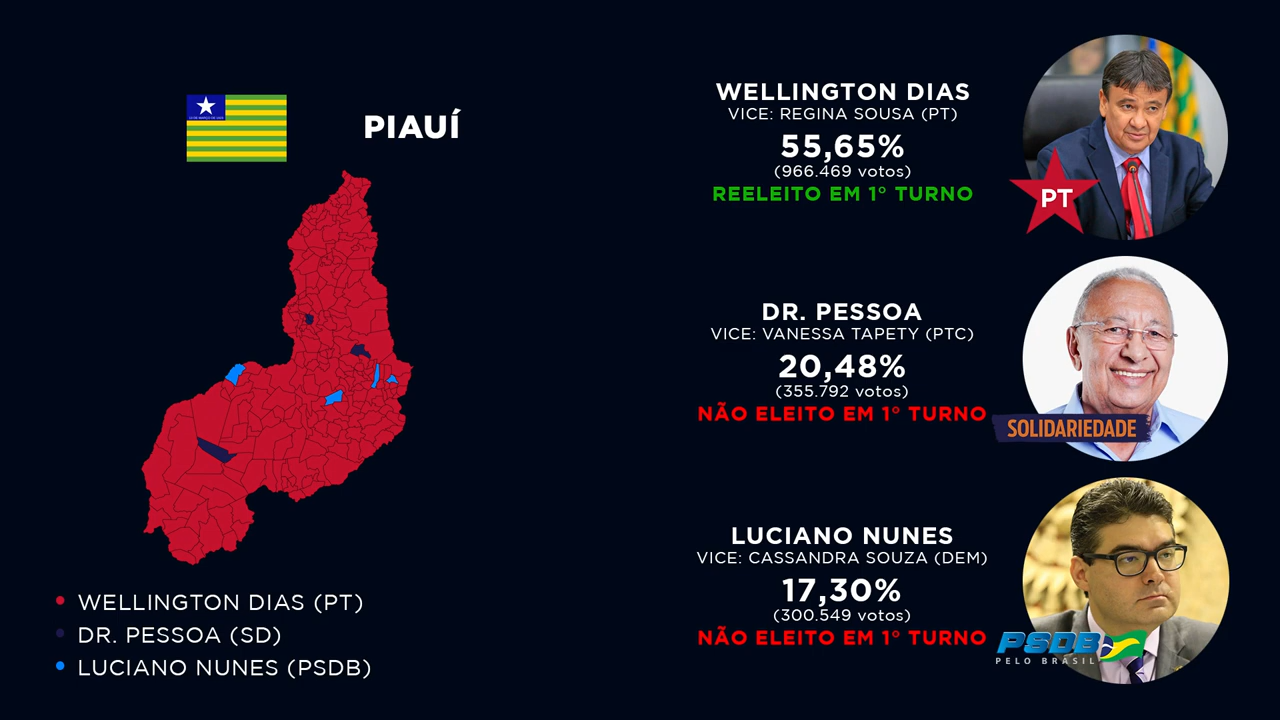 PIAUÍ
WELLINGTON DIAS (PT)
DR. PESSOA (SD)
LUCIANO NUNES (PSDB)
WELLINGTON DIAS
VICE: REGINA SOUSA (PT)
55,65%
(966.469 votos)
REELEITO EM 1° TURNO
PT
DR. PESSOA
VICE: VANESSA TAPETY (PTC)
20,48%
(355.792 votos)
NÃO ELEITO EM 1° TURNO
SOLIDARIEDADE
LUCIANO NUNES
VICE: CASSANDRA SOUZA (DEM)
17,30%
(300.549 votos)
NÃO ELEITO EM 1° TURNO
PSDB
PELO BRASIL